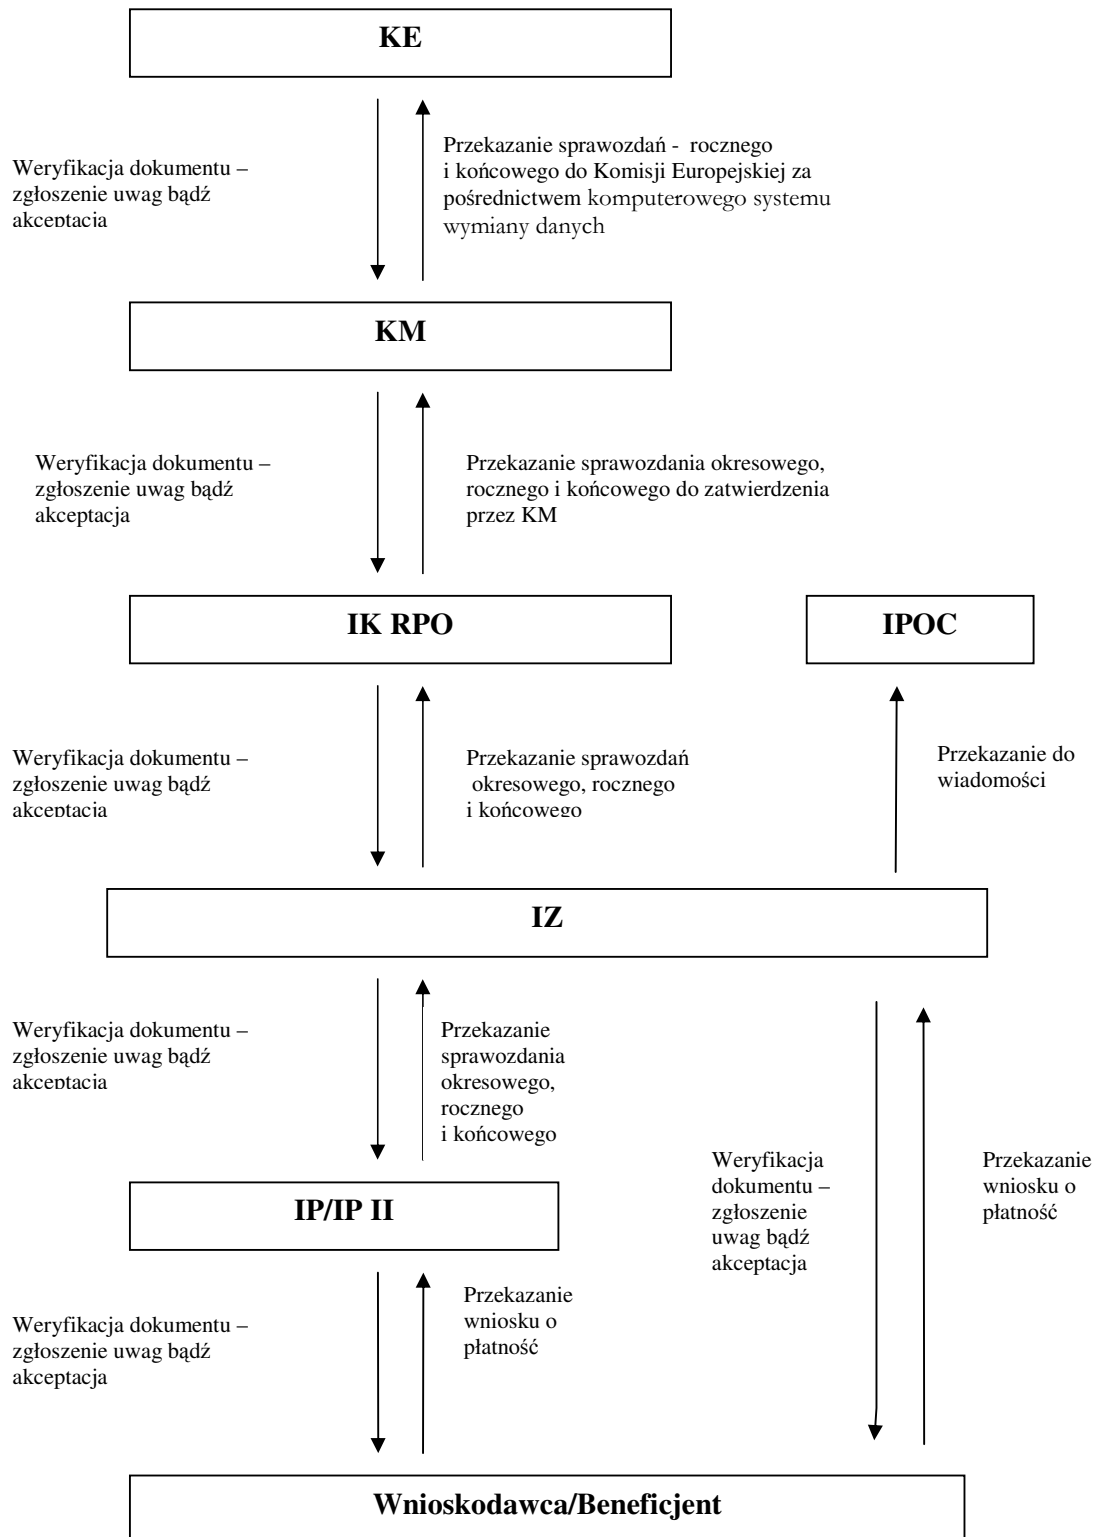 KE
Weryfikacja dokumentu –
zgłoszenie uwag bądź
akceptacja
Przekazanie sprawozdań - rocznego
i końcowego do Komisji Europejskiej za
pośrednictwem komputerowego systemu
wymiany danych
KM
Weryfikacja dokumentu –
zgłoszenie uwag bądź
akceptacja
Przekazanie sprawozdania okresowego,
rocznego i końcowego do zatwierdzenia
przez KM
IK RPO
IPOC
Weryfikacja dokumentu –
zgłoszenie uwag bądź
akceptacja
Przekazanie sprawozdań
okresowego, rocznego
i końcowego
Przekazanie do
wiadomości
IZ
Weryfikacja dokumentu –
zgłoszenie uwag bądź
akceptacja
Przekazanie
sprawozdania
okresowego,
rocznego
i końcowego
Weryfikacja
dokumentu –
zgłoszenie
uwag bądź
akceptacja
Przekazanie
wniosku o
płatność
IP/IP II
Weryfikacja dokumentu –
zgłoszenie uwag bądź
akceptacja
Przekazanie
wniosku o
płatność
Wnioskodawca/Beneficjent